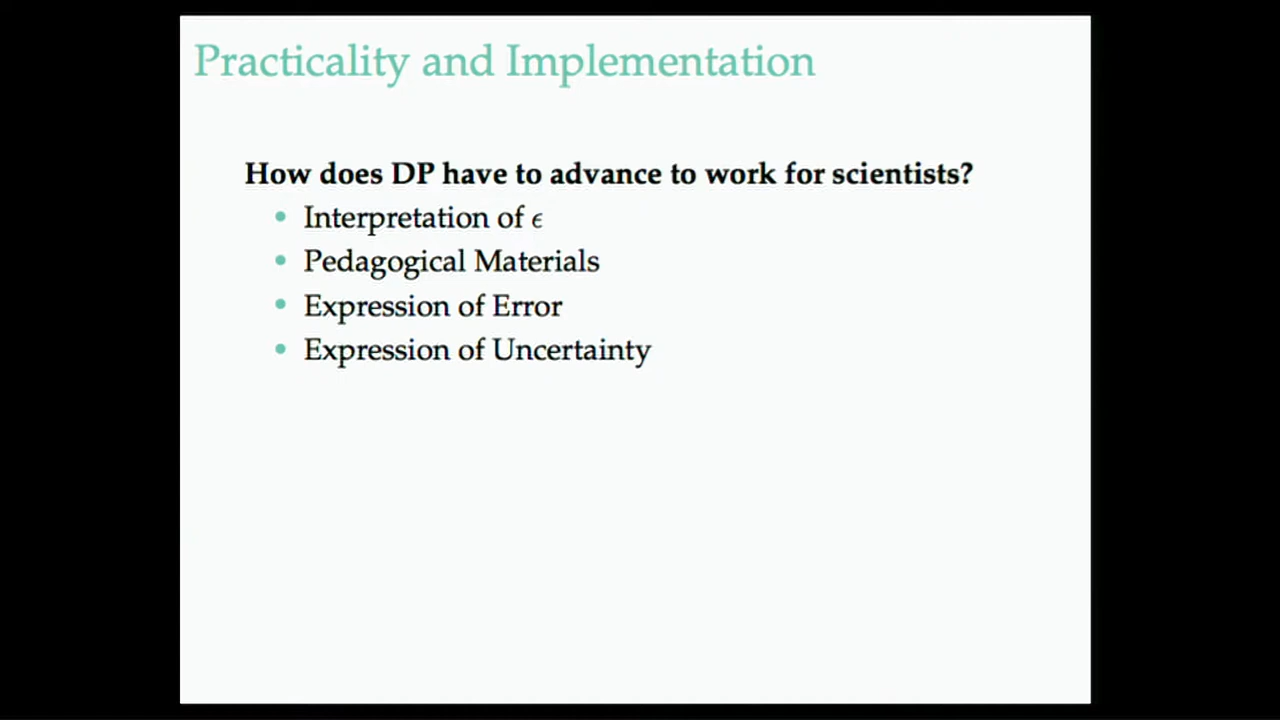 Practicality and Implementation
How does DP have to advance to work for scientists?
• Interpretation of ϵ
• Pedagogical Materials
• Expression of Error
• Expression of Uncertainty